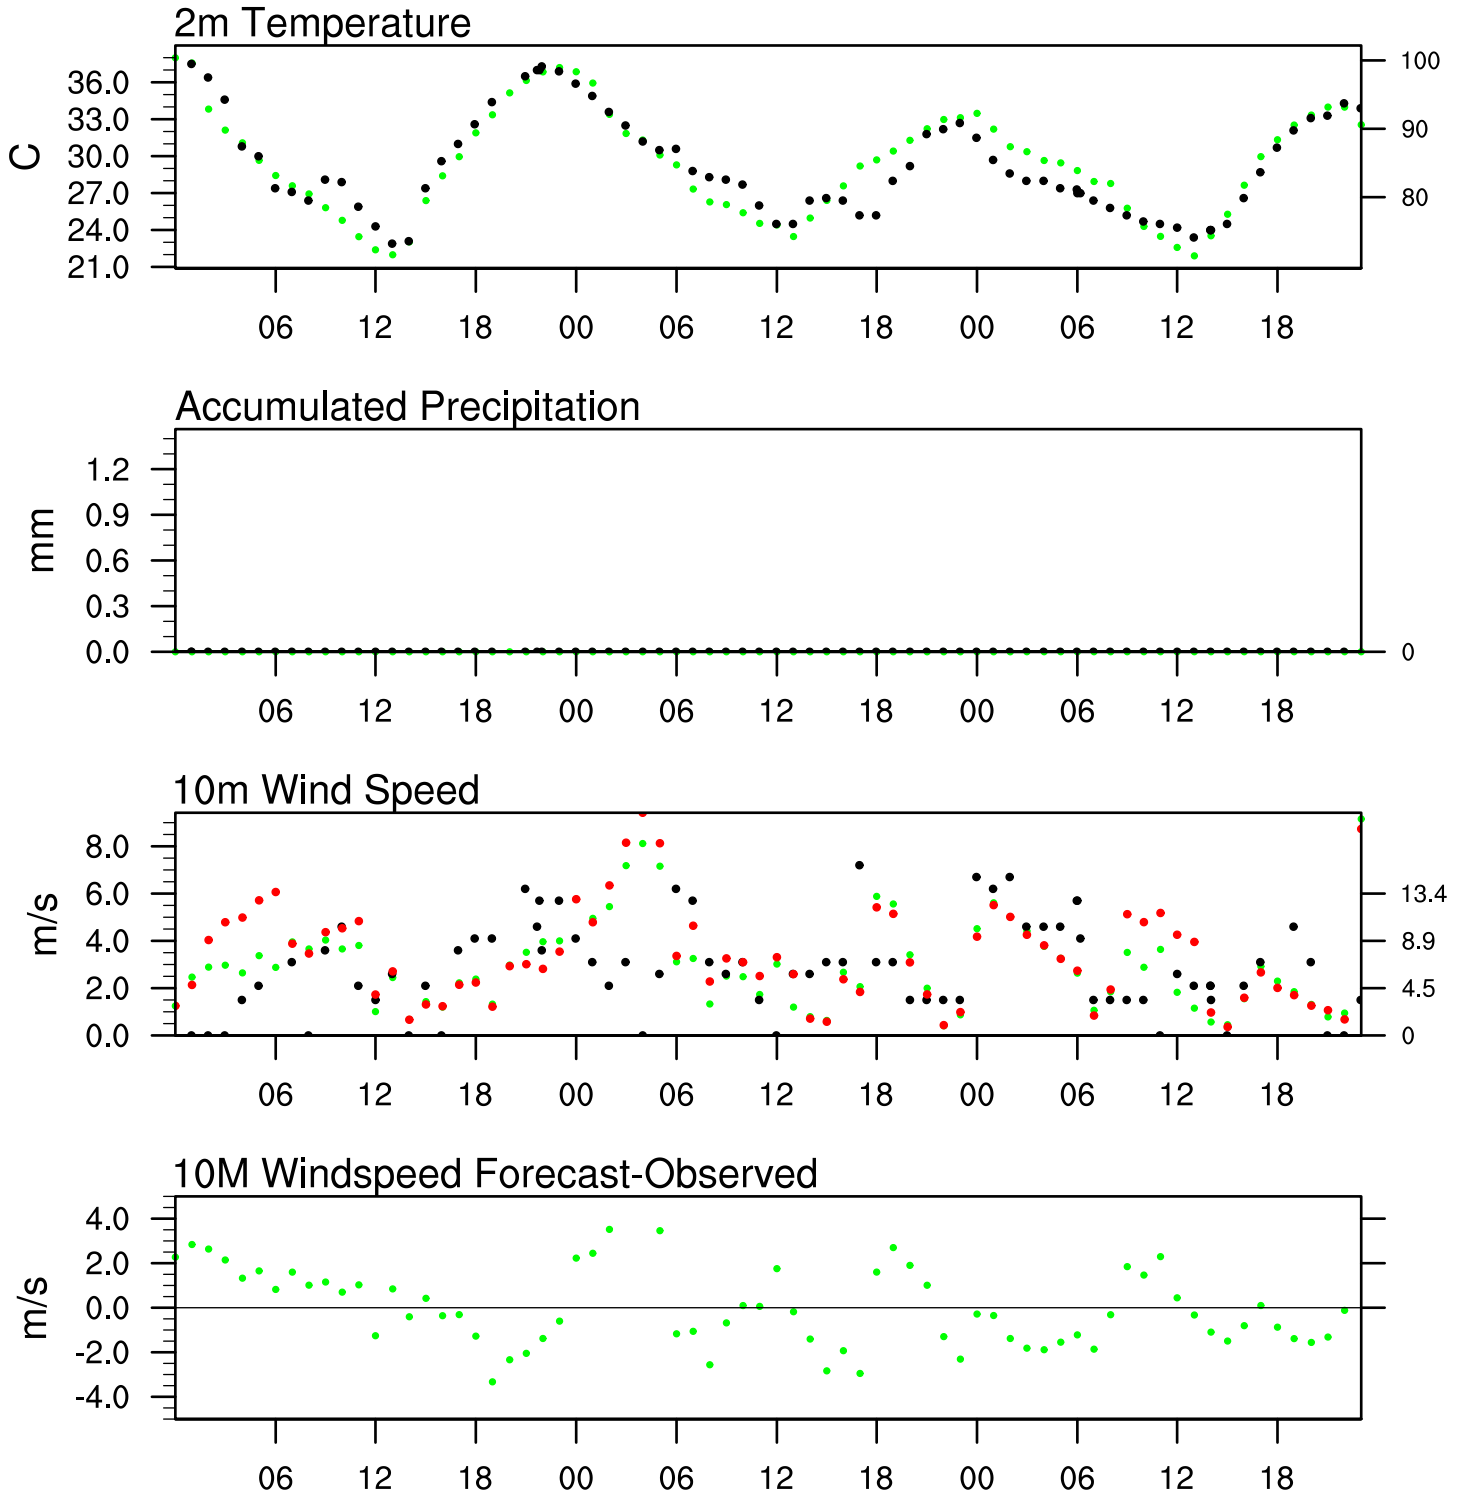 2m Temperature
36.0
33.0
30.0
27.0
24.0
21.0
C
100
90
80
06 12 18 00 06 12 18 00 06 12 18
Accumulated Precipitation
1.2
0.9
0.6
0.3
0.0
mm
0
06 12 18 00 06 12 18 00 06 12 18
10m Wind Speed
8.0
6.0
4.0
2.0
0.0
m/s
13.4
8.9
4.5
0
06 12 18 00 06 12 18 00 06 12 18
10M Windspeed Forecast-Observed
4.0
2.0
0.0
-2.0
-4.0
m/s
06 12 18 00 06 12 18 00 06 12 18